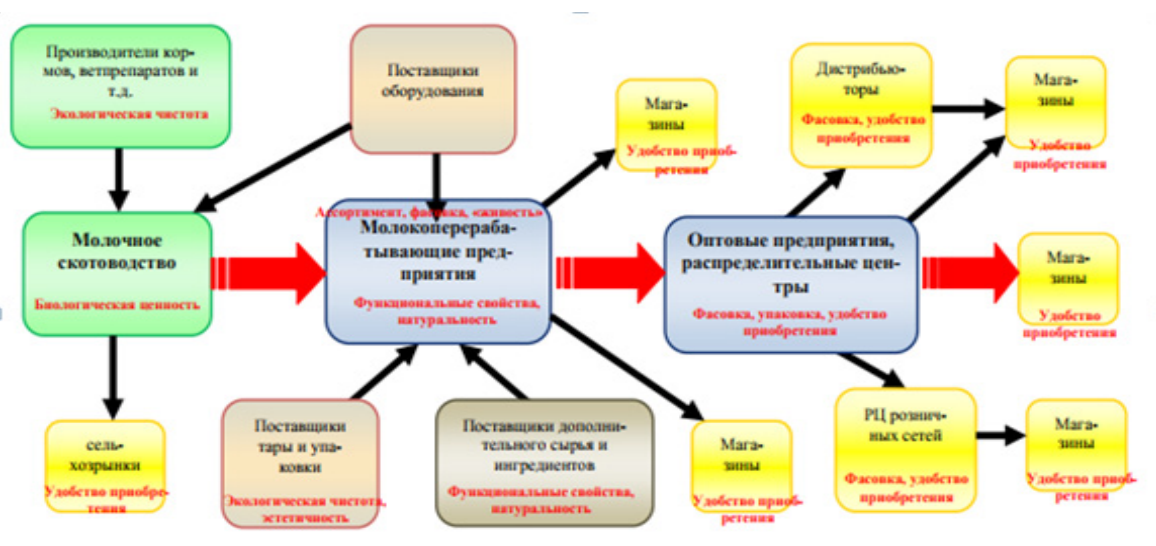 Производители кор-
мов, ветпрепаратов и
т.д.
Экологическая чистота
Поставщики
оборудования
Мага-
зины
Удобство приоб-
ретения
Дистрибью-
торы
Фасовка, удобство
приобретения
Мага-
зины
Удобство
приобретения
Молочное
скотоводство
Биологическая ценность
Ассортимент, фасовка, «живость»
Молокоперераба-
тывающие пред-
приятия
Функциональные свойства,
натуральность
Оптовые предприятия,
распределительные цен-
тры
Фасовка, упаковка, удобство
приобретения
Мага-
зины
Удобство
приобретения
сель-
хозрынки
Удобство приобре-
тения
Поставщики
тары и упа-
ковки
Экологическая чистота,
эстетичность
Поставщики дополни-
тельного сырья и
ингредиентов
Функциональные свойства,
натуральность
Мага-
зины
Удобство приоб-
ретения
РЦ рознич-
ных сетей
Фасовка, удобство
приобретения
Мага-
зины
Удобство приоб-
ретения